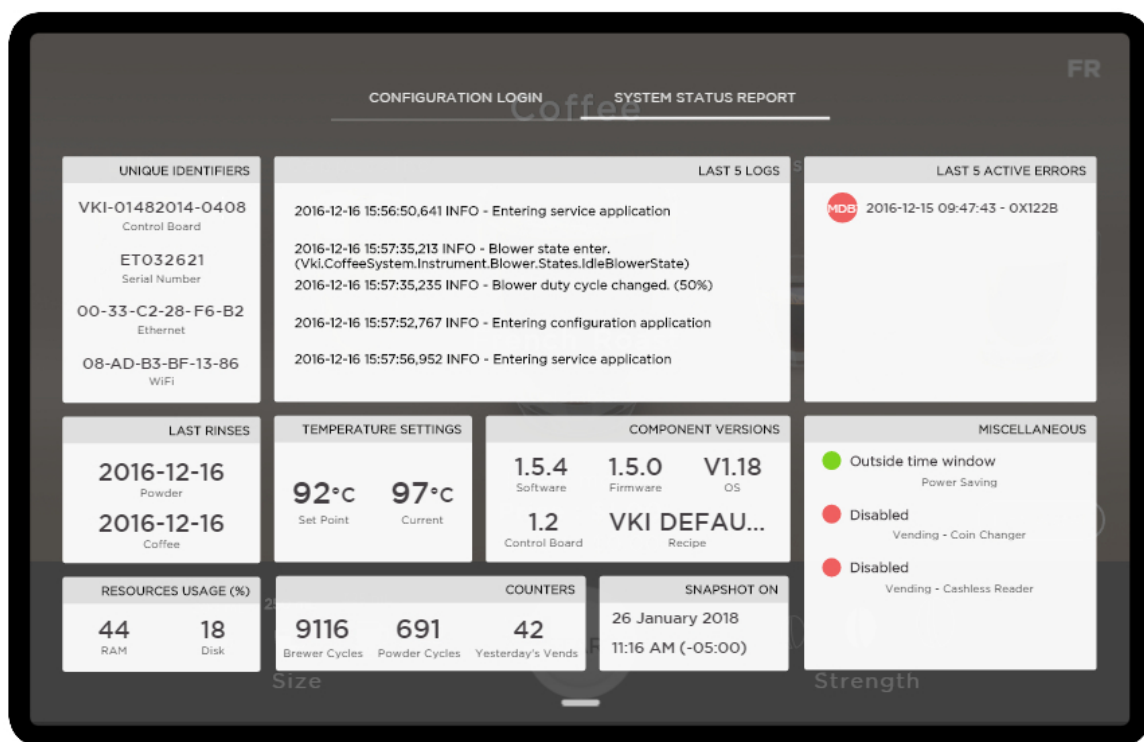 FR
CONFIGURATION LOGIN
SYSTEM STATUS REPORT
Coffee
UNIQUE IDENTIFIERS
VKI-01482014-0408
Control Board
ET032621
Serial Number
00-33-C2-28-F6-B2
Ethernet
08-AD-B3-BF-13-86
WiFi
LAST 5 LOGS
2016-12-16 15:56:50,641 INFO - Entering service application
2016-12-16 15:57:35,213 INFO - Blower state enter.
(Vki.CoffeeSystem.Instrument.Blower.States.IdleBlowerState)
2016-12-16 15:57:35,235 INFO - Blower duty cycle changed. (50%)
2016-12-16 15:57:52,767 INFO - Entering configuration application
2016-12-16 15:57:56,952 INFO - Entering service application
LAST 5 ACTIVE ERRORS
MDB
2016-12-15 09:47:43 - 0X122B
LAST RINSES
2016-12-16
Powder
2016-12-16
Coffee
TEMPERATURE SETTINGS
92°C
Set Point
97°C
Current
COMPONENT VERSIONS
1.5.4
Software
1.5.0
Firmware
V1.18
OS
1.2
Control Board
VKI DEFAU...
Recipe
MISCELLANEOUS
Outside time window
Power Saving
Disabled
Vending - Coin Changer
Disabled
Vending - Cashless Reader
RESOURCES USAGE (%)
44
RAM
18
Disk
COUNTERS
9116
Brewer Cycles
691
Powder Cycles
42
Yesterday's Vends
SNAPSHOT ON
26 January 2018
11:16 AM (-05:00)
Size
Strength